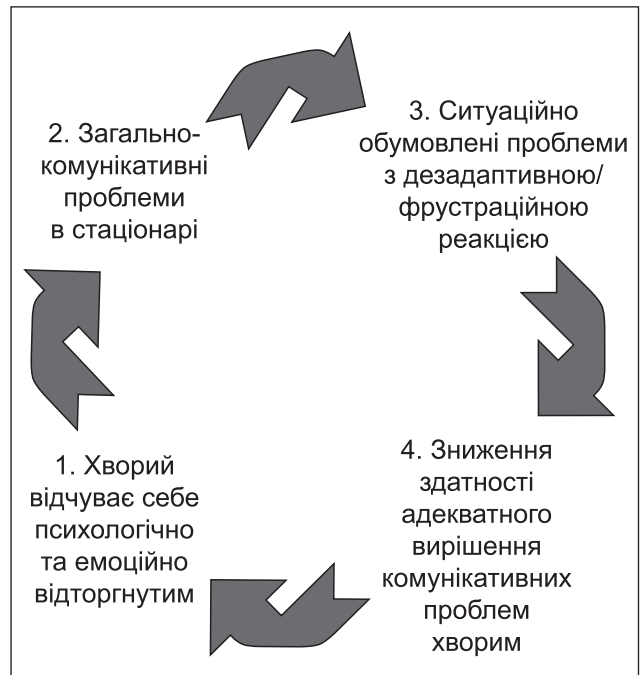 2. Загально-
комунікативні
проблеми
в стаціонарі
3. Ситуаційно
обумовлені проблеми
з дезадаптивною/
фрустраційною
реакцією
1. Хворий
відчуває себе
психологічно
та емоційно
відторгнутим
4. Зниження
здатності
адекватного
вирішення
комунікативних
проблем
хворим